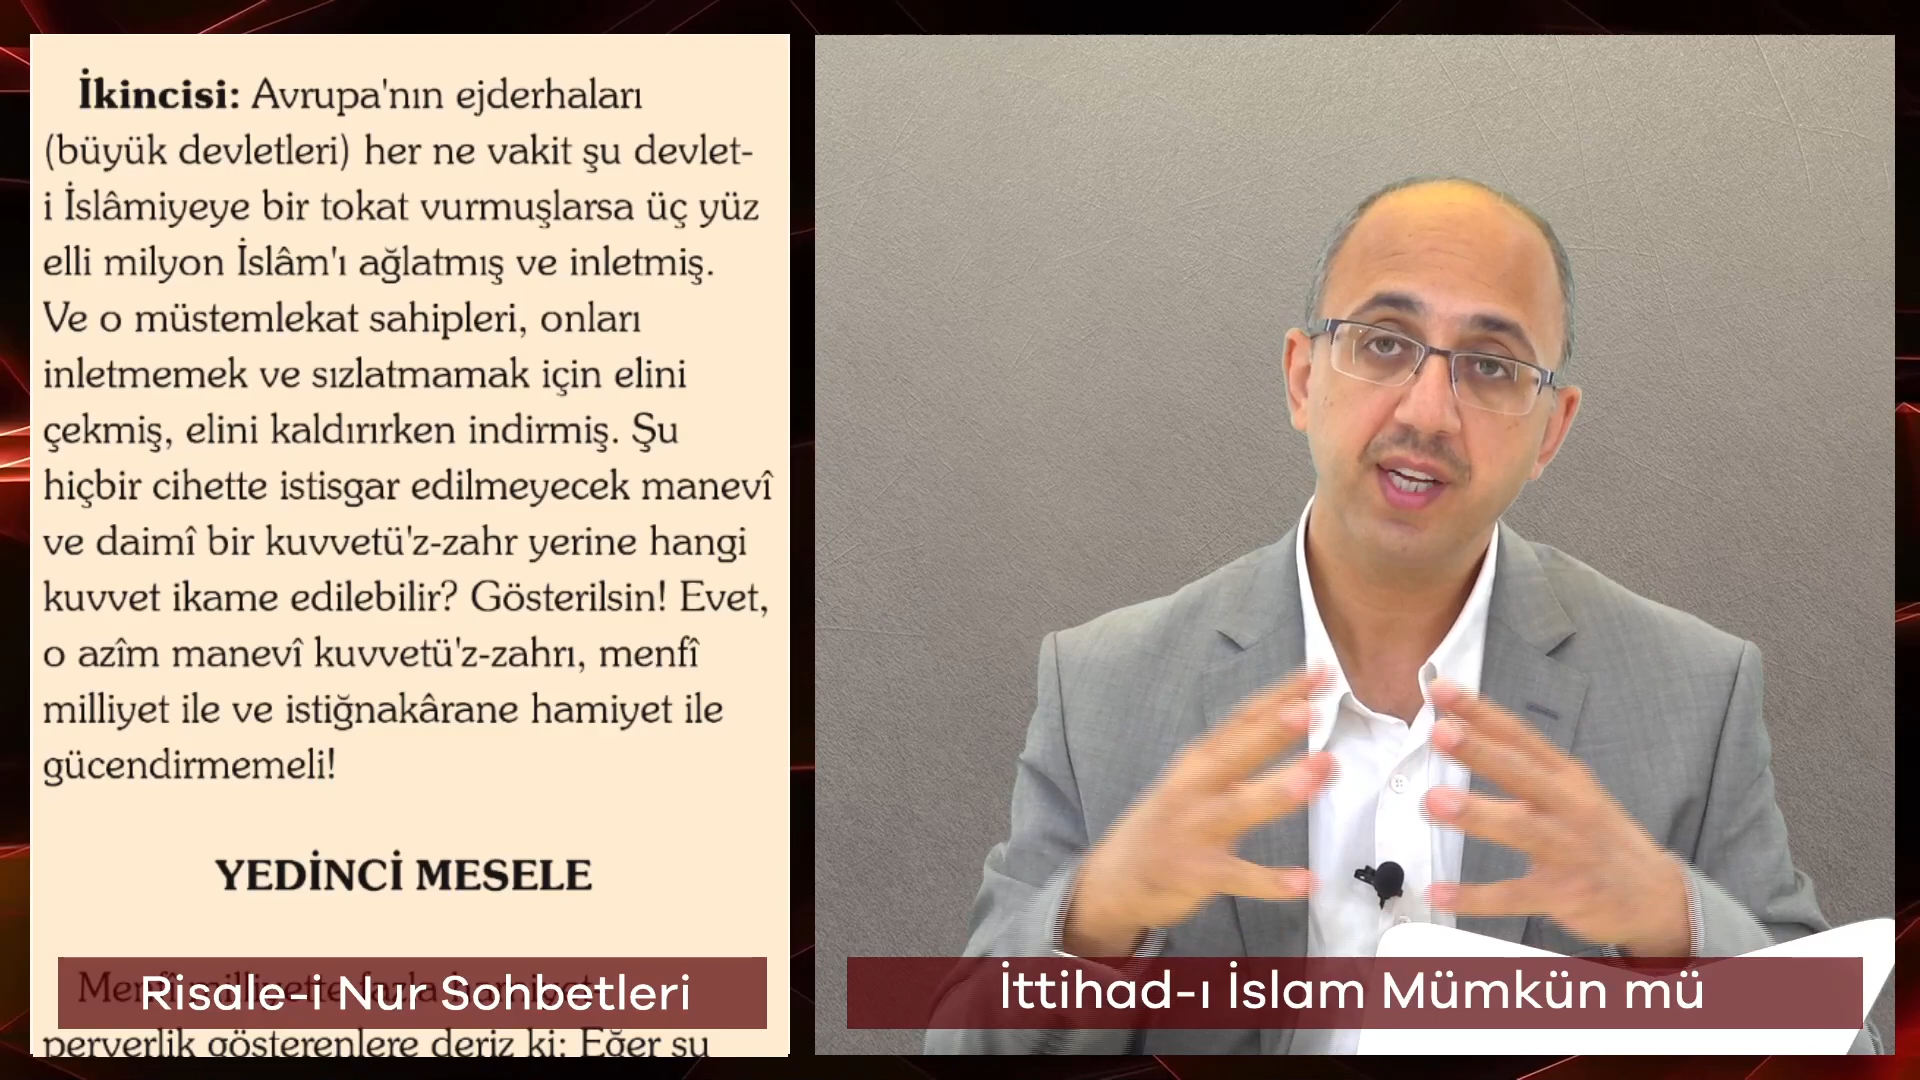 İkincisi: Avrupa'nın ejderhaları
(büyük devletleri) her ne vakit şu devlet-
i İslâmiyeye bir tokat vurmuşlarsa üç yüz
elli milyon İslâm'ı ağlatmış ve inletmiş.
Ve o müstemlekat sahipleri, onları
inletmemek ve sızlatmamak için elini
çekmiş, elini kaldırırken indirmiş. Şu
hiçbir cihette istisgar edilmeyecek manevî
ve daimî bir kuvvetü'z-zahr yerine hangi
kuvvet ikame edilebilir? Gösterilsin! Evet,
o azîm manevî kuvvetü'z-zahrı, menfî
milliyet ile ve istiğnakârane hamiyet ile
gücendirmemeli!
YEDİNCİ MESELE
perverlik gösterenlere deriz ki: Eğer şu
Risale-i Nur Sohbetleri
İttihad-ı İslam Mümkün mü